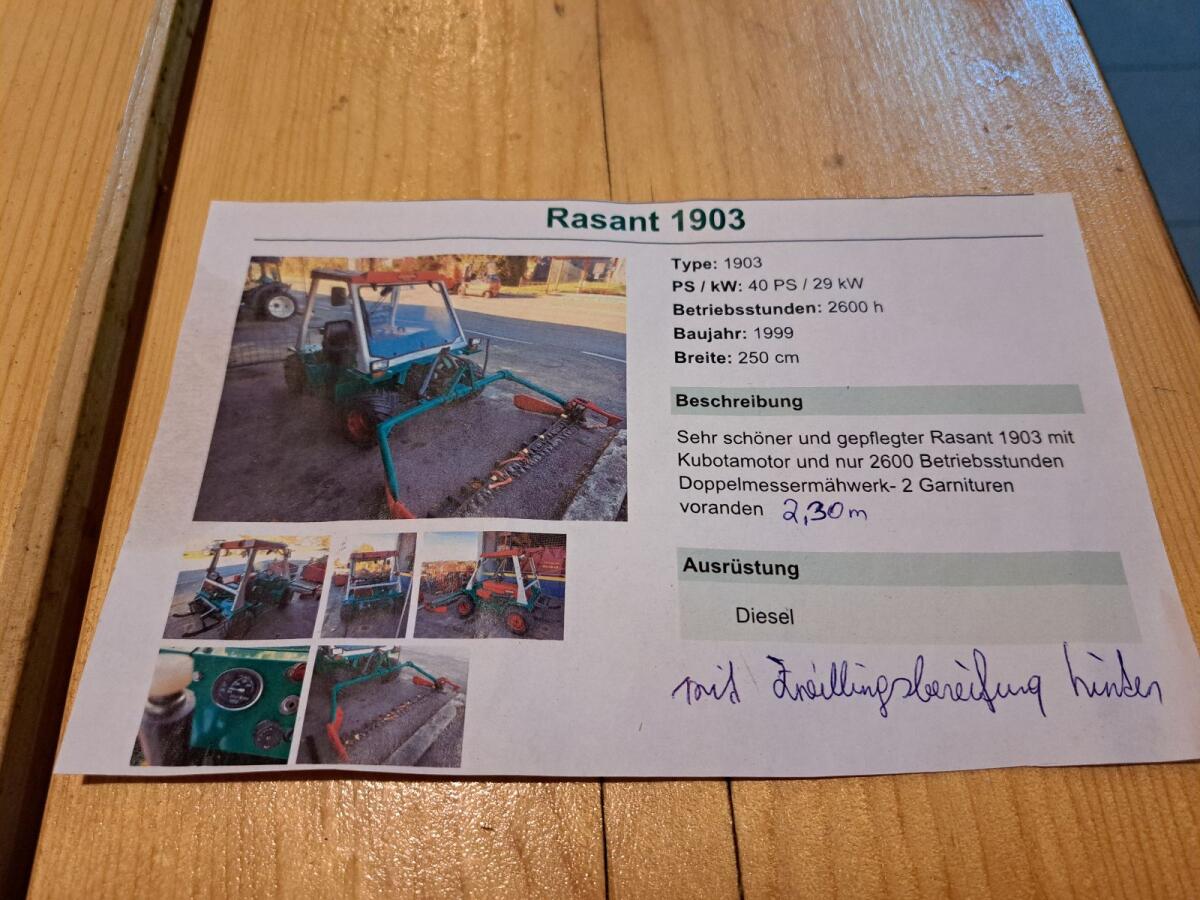 Rasant 1903
Type: 1903
PS / kW: 40 PS / 29 kW
Betriebsstunden: 2600 h
Baujahr: 1999
Breite: 250 cm
Beschreibung
Sehr schöner und gepflegter Rasant 1903 mit
Kubotamotor und nur 2600 Betriebsstunden
Doppelmessermähwerk- 2 Garnituren
voranden 2,30m
Ausrüstung
Diesel
mit Zwillingsbereifung hinten